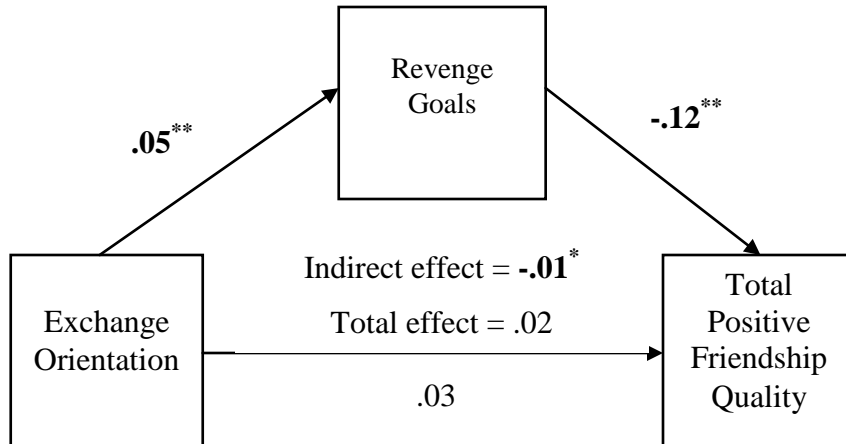 Revenge
Goals
.05**
-.12**
Indirect effect = -.01*
Total effect = .02
.03
Exchange
Orientation
Total
Positive
Friendship
Quality